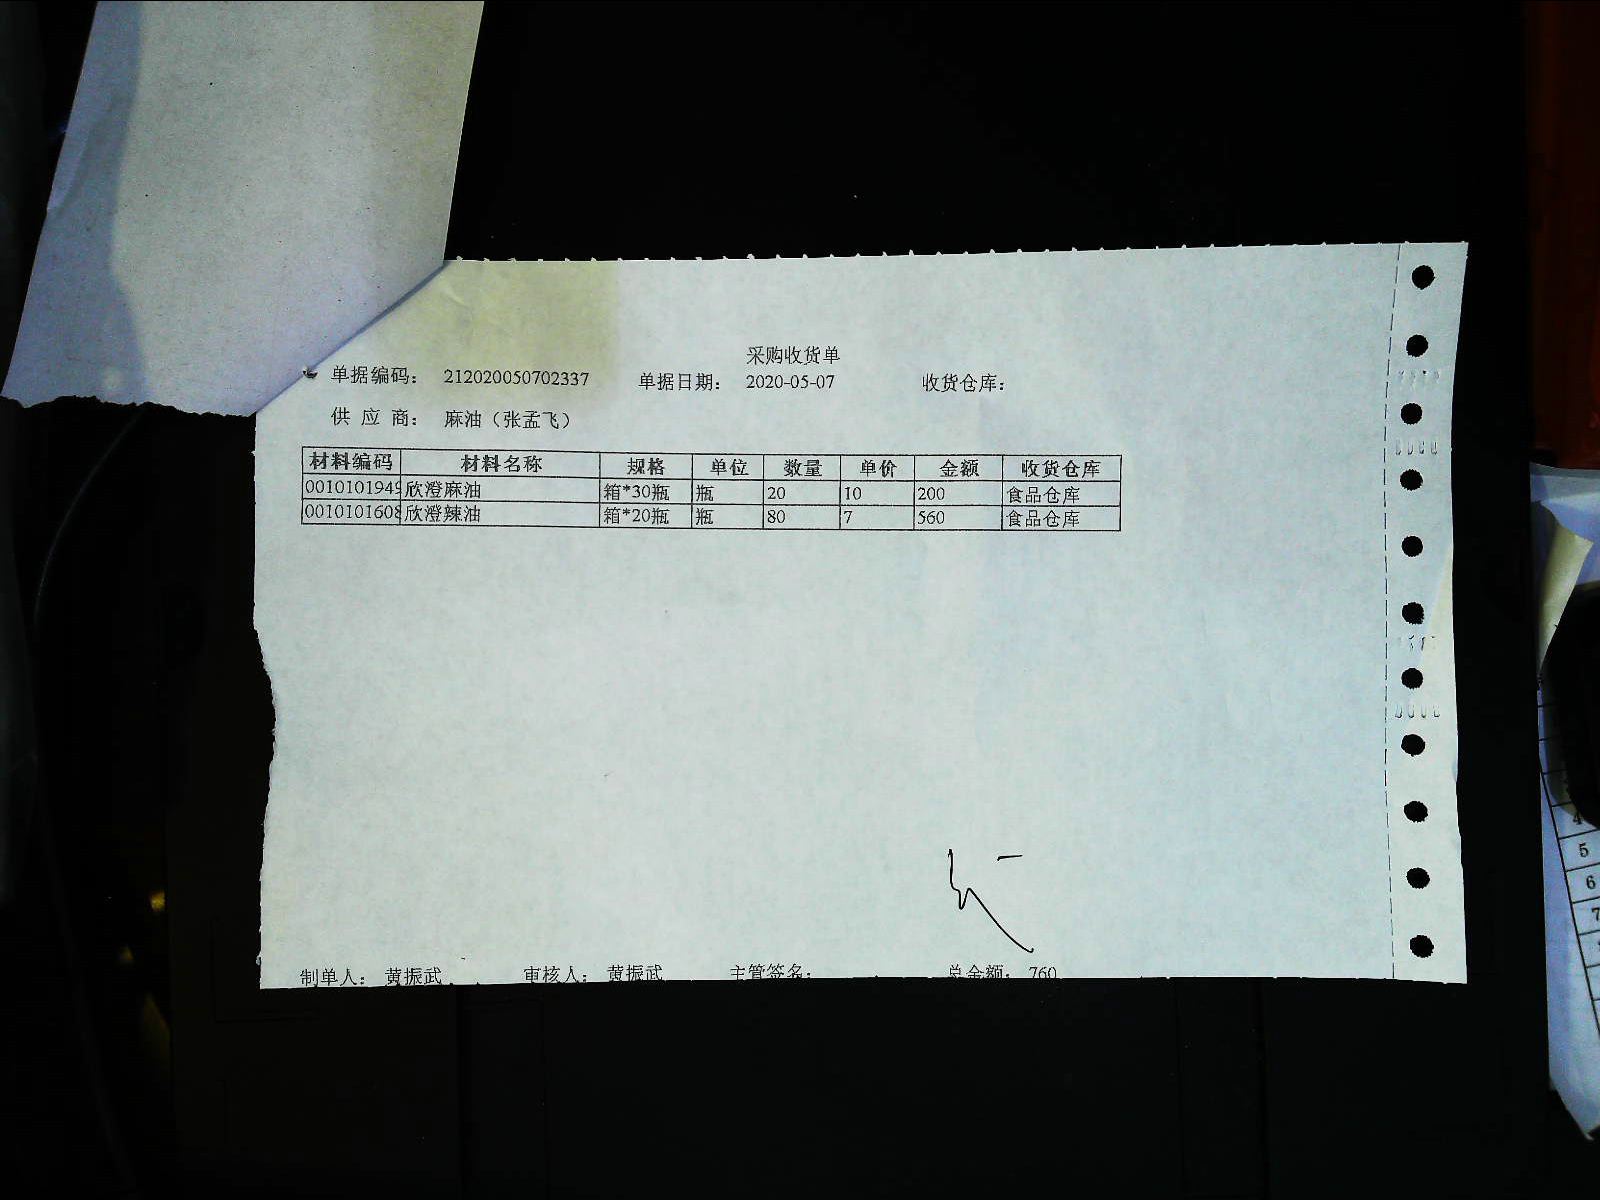 采购收货单
单据编码： 212020050702337 单据日期： 2020-05-07 收货仓库：
供 应 商： 麻油（张孟飞）
材料编码 材料名称 规格 单位 数量 单价 金额 收货仓库
0010101949 欣澄麻油 箱*30瓶 瓶 20 10 200 食品仓库
0010101608 欣澄辣油 箱*20瓶 瓶 80 7 560 食品仓库
制单人： 黄振武 审核人： 黄振武 主管签名： 总金额： 760
4
5
6
7